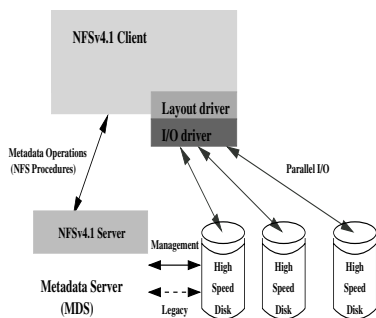 NFSv4.1 Client
Layout driver
I/O driver
Metadata Operations
(NFS Procedures)
Parallel I/O
NFSv4.1 Server
Management
Metadata Server
(MDS)
Legacy
High
Speed
Disk
High
Speed
Disk
High
Speed
Disk